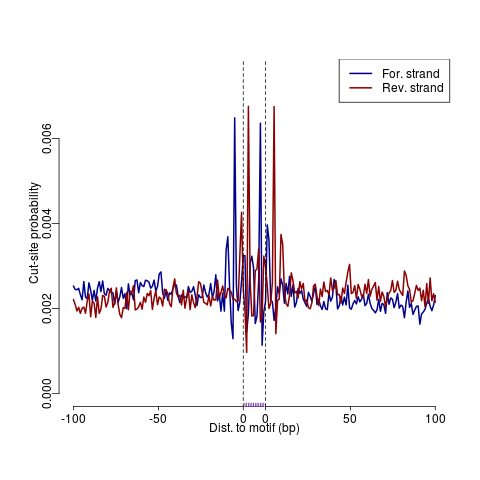 For. strand
Rev. strand
Cut-site probability
0.006
0.004
0.002
0.000
-100 -50 0 0 50 100
Dist. to motif (bp)